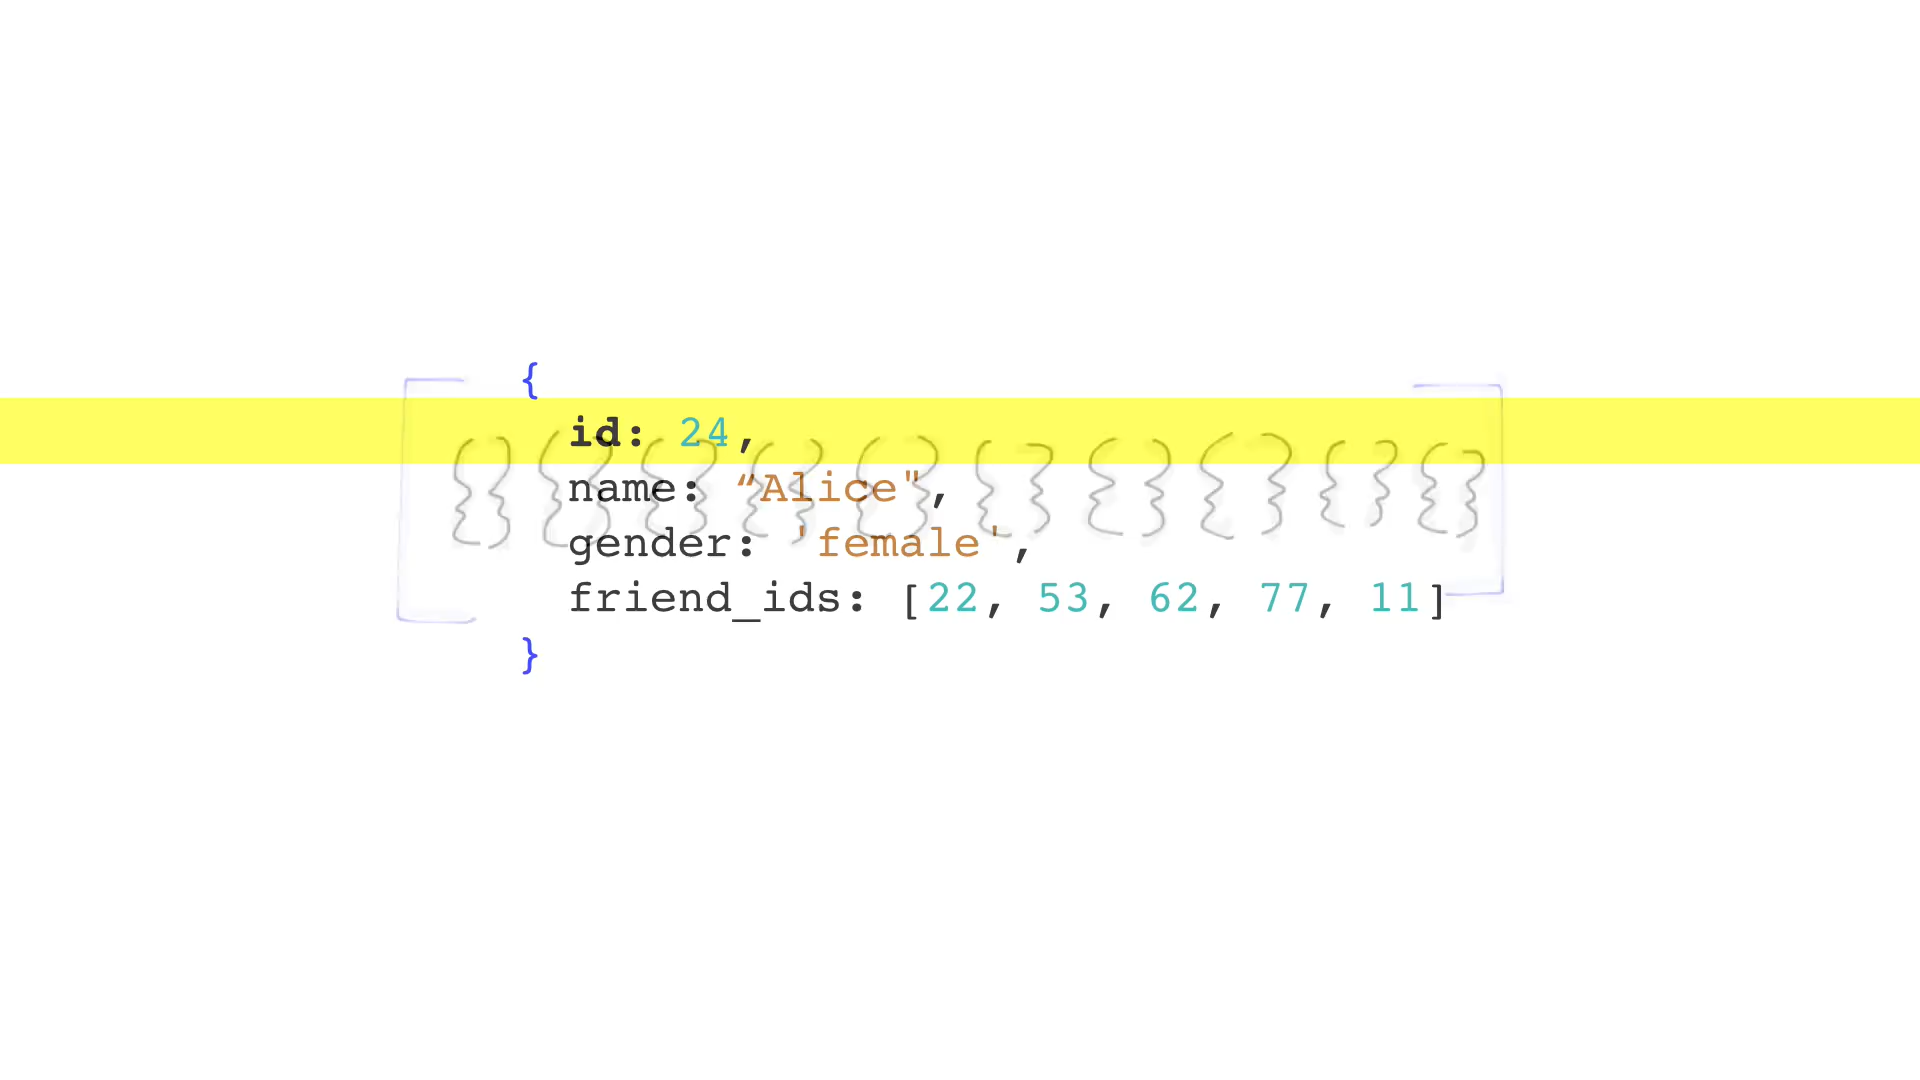 {
id: 24,
name: “Alice",
gender: 'female',
friend_ids: [22, 53, 62, 77, 11]
}
[{} {} {} {} {} {} {} {} {} {}]